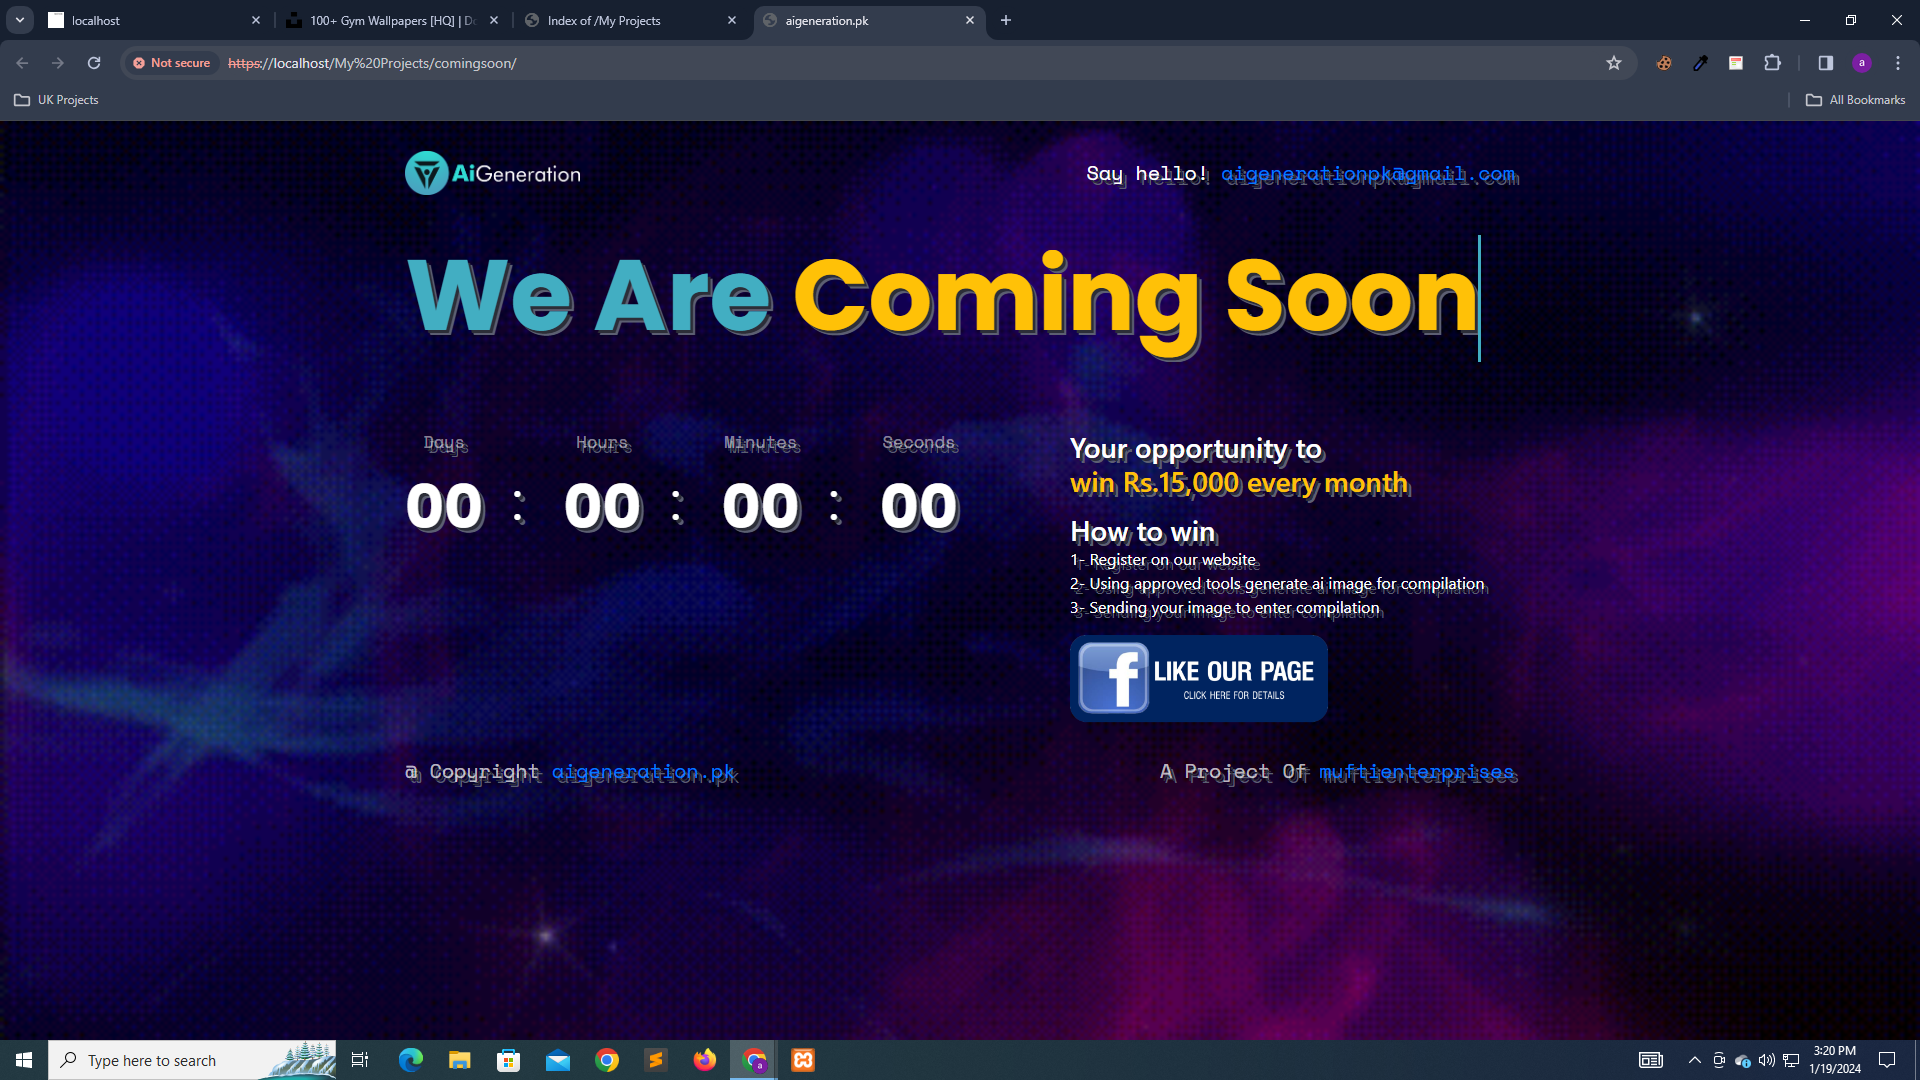 localhost
100+ Gym Wallpapers [HQ] | Do
Index of /My Projects
aigeneration.pk
Not secure
https://localhost/My%20Projects/comingsoon/
a
UK Projects
All Bookmarks
AiGeneration
Say hello! aigenerationpk@gmail.com
We Are Coming Soon
Days
Hours
Minutes
Seconds
00 : 00 : 00 : 00
Your opportunity to
win Rs.15,000 every month
How to win
1- Register on our website
2- Using approved tools generate ai image for compilation
3- Sending your image to enter compilation
f
LIKE OUR PAGE
CLICK HERE FOR DETAILS
@ Copyright aigeneration.pk
A Project Of muftienterprises
Type here to search
a
3:20 PM
1/19/2024